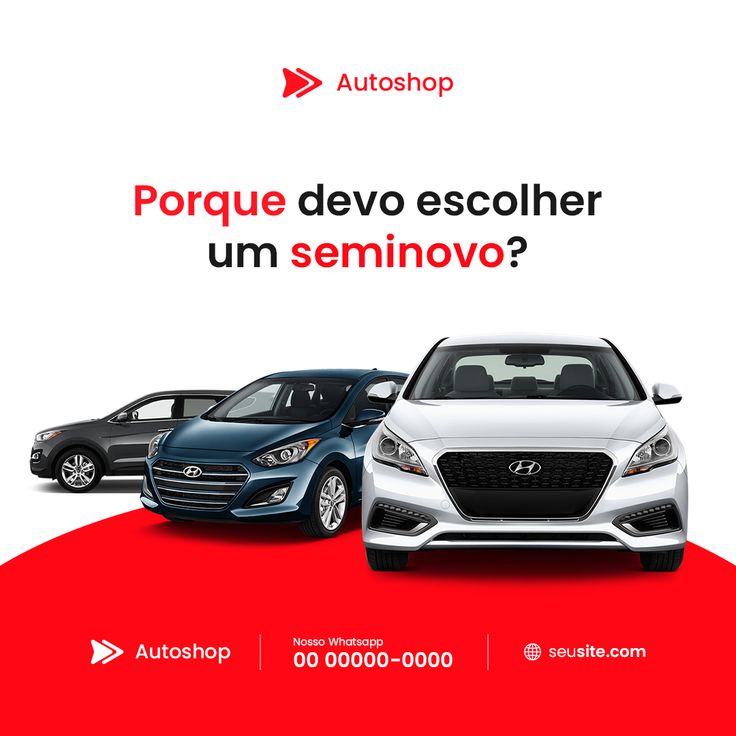 Autoshop
Porque devo escolher
um seminovo?
Autoshop
Nosso Whatsapp
00 00000-0000
seusite.com